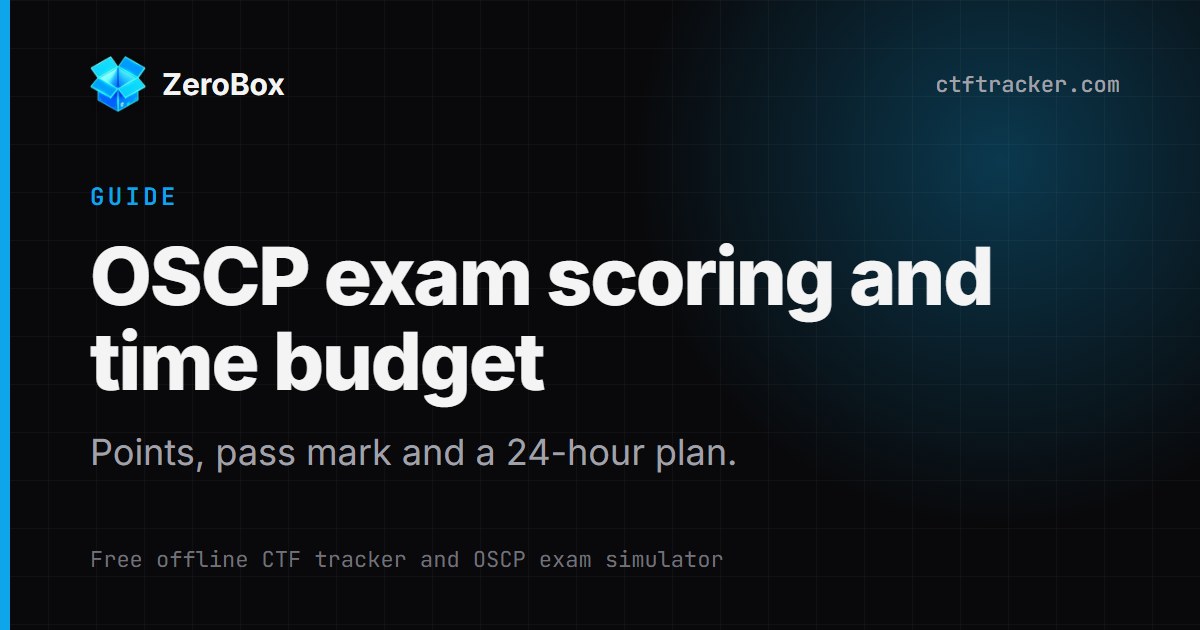 ZeroBox
ctftracker.com
GUIDE
OSCP exam scoring and
time budget
Points, pass mark and a 24-hour plan.
Free offline CTF tracker and OSCP exam simulator